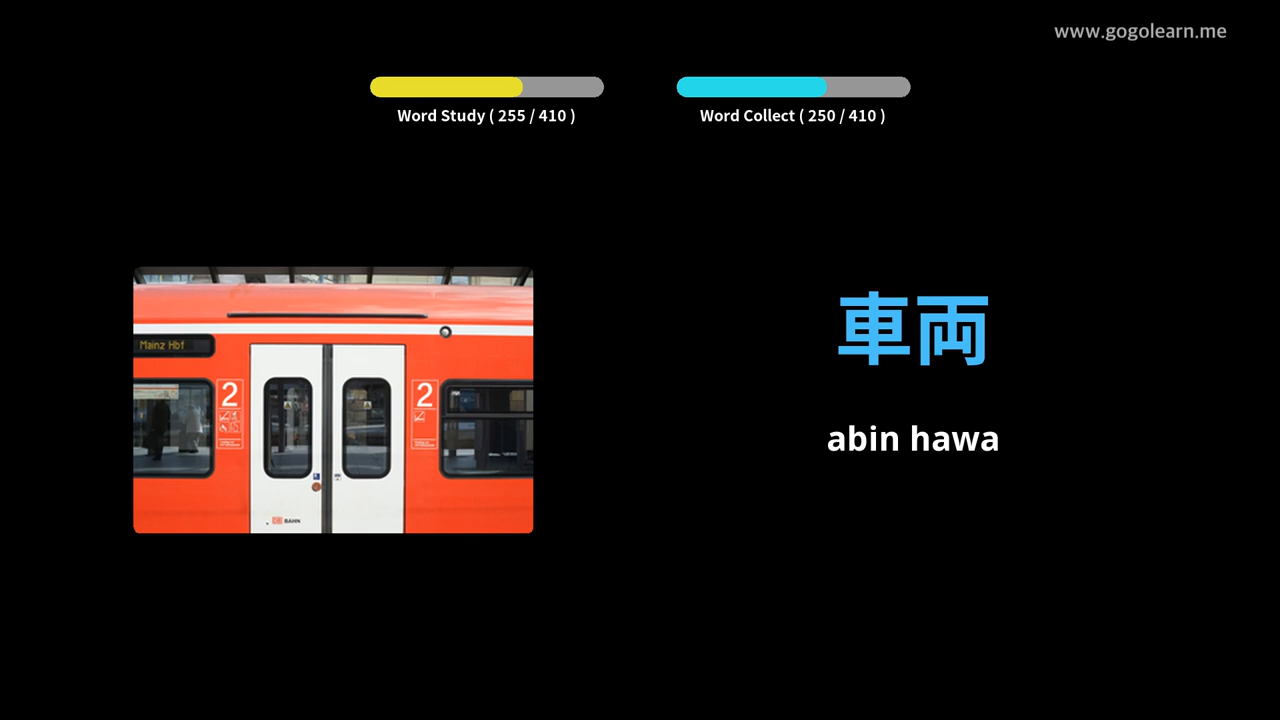 www.gogolearn.me
Word Study ( 255 / 410 )
Word Collect ( 250 / 410 )
車両
abin hawa
Mainz Hbf
2
2
DB BAHN